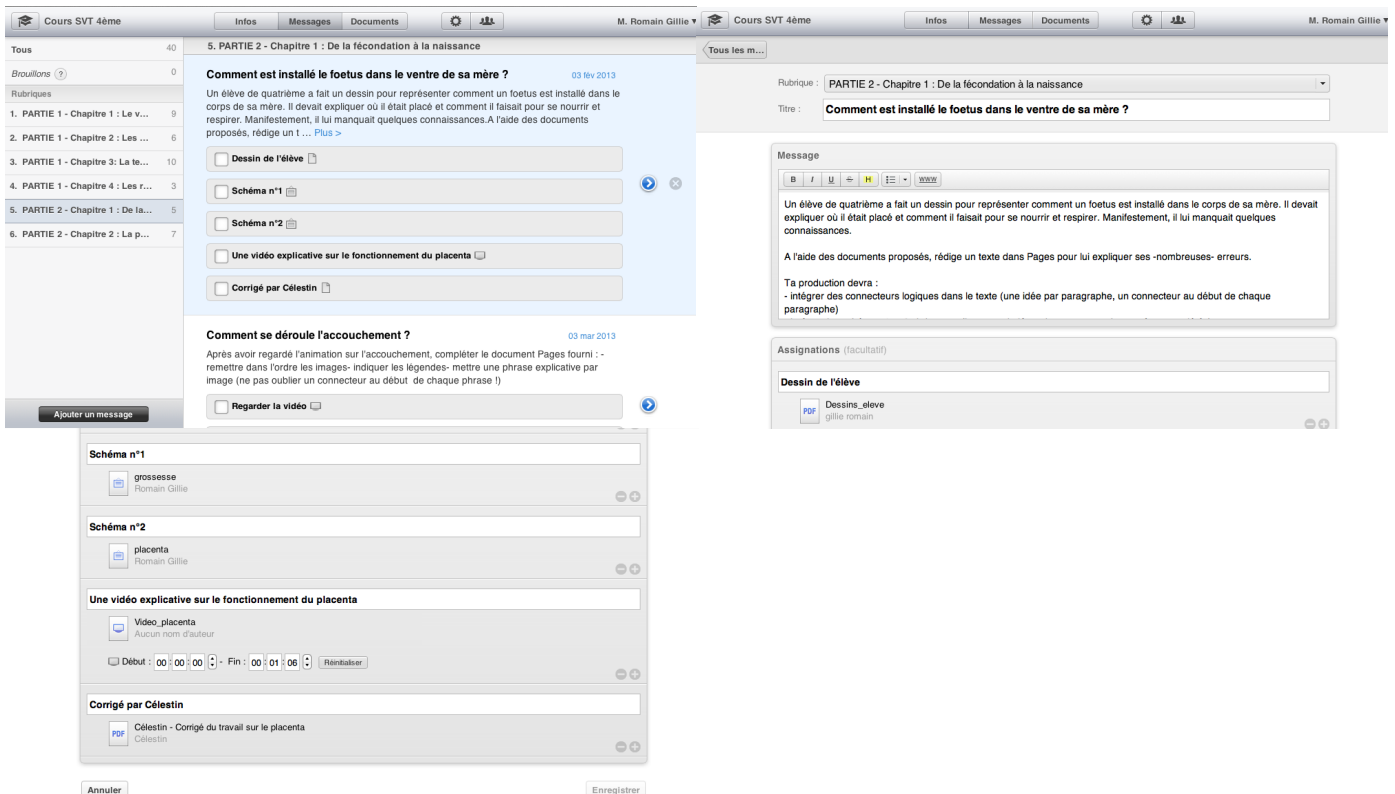 Cours SVT 4ème
Infos Messages Documents
M. Romain Gillie
Tous 40
Brouillons ? 0
Rubriques
1. PARTIE 1 - Chapitre 1 : Le v... 9
2. PARTIE 1 - Chapitre 2 : Les ... 6
3. PARTIE 1 - Chapitre 3: La te... 10
4. PARTIE 1 - Chapitre 4 : Les r... 3
5. PARTIE 2 - Chapitre 1 : De la... 5
6. PARTIE 2 - Chapitre 2 : La p... 7
Ajouter un message
5. PARTIE 2 - Chapitre 1 : De la fécondation à la naissance
Comment est installé le foetus dans le ventre de sa mère ? 03 fév 2013
Un élève de quatrième a fait un dessin pour représenter comment un foetus est installé dans le
corps de sa mère. Il devait expliquer où il était placé et comment il faisait pour se nourrir et
respirer. Manifestement, il lui manquait quelques connaissances.A l'aide des documents
proposés, rédige un t … Plus >
Dessin de l'élève
Schéma n°1
Schéma n°2
Une vidéo explicative sur le fonctionnement du placenta
Corrigé par Célestin
Comment se déroule l'accouchement ? 03 mar 2013
Après avoir regardé l'animation sur l'accouchement, compléter le document Pages fourni : -
remettre dans l'ordre les images- indiquer les légendes- mettre une phrase explicative par
image (ne pas oublier un connecteur au début de chaque phrase !)
Regarder la vidéo
Cours SVT 4ème
Infos Messages Documents
M. Romain Gillie
Tous les m...
Rubrique : PARTIE 2 - Chapitre 1 : De la fécondation à la naissance
Titre : Comment est installé le foetus dans le ventre de sa mère ?
Message
B I U S H www
Un élève de quatrième a fait un dessin pour représenter comment un foetus est installé dans le corps de sa mère. Il devait
expliquer où il était placé et comment il faisait pour se nourrir et respirer. Manifestement, il lui manquait quelques
connaissances.
A l'aide des documents proposés, rédige un texte dans Pages pour lui expliquer ses -nombreuses- erreurs.
Ta production devra :
- intégrer des connecteurs logiques dans le texte (une idée par paragraphe, un connecteur au début de chaque
paragraphe)
Assignations (facultatif)
Dessin de l'élève
PDF
Dessins_eleve
gillie romain
Schéma n°1
grossesse
Romain Gillie
Schéma n°2
placenta
Romain Gillie
Une vidéo explicative sur le fonctionnement du placenta
Video_placenta
Aucun nom d'auteur
Début : 00 : 00 : 00 - Fin : 00 : 01 : 06 Réinitialiser
Corrigé par Célestin
PDF
Célestin - Corrigé du travail sur le placenta
Célestin
Annuler Enregistrer